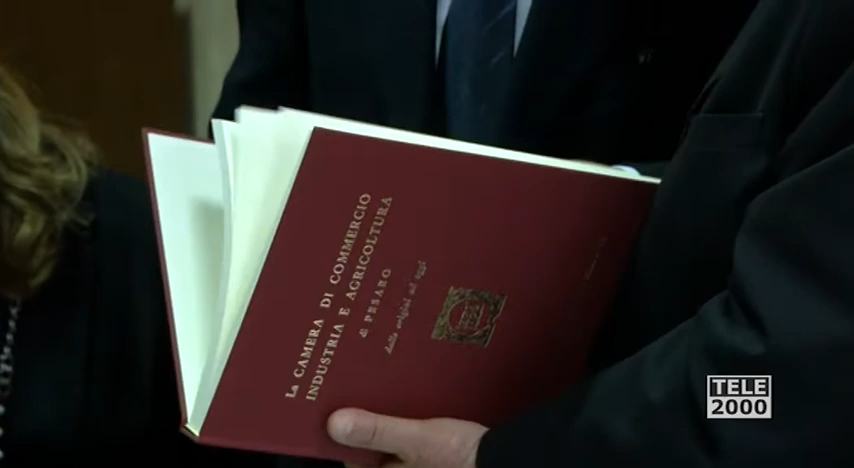 La CAMERA DI COMMERCIO
INDUSTRIA E AGRICOLTURA
di PESARO
dalle origini ad oggi
TELE
2000